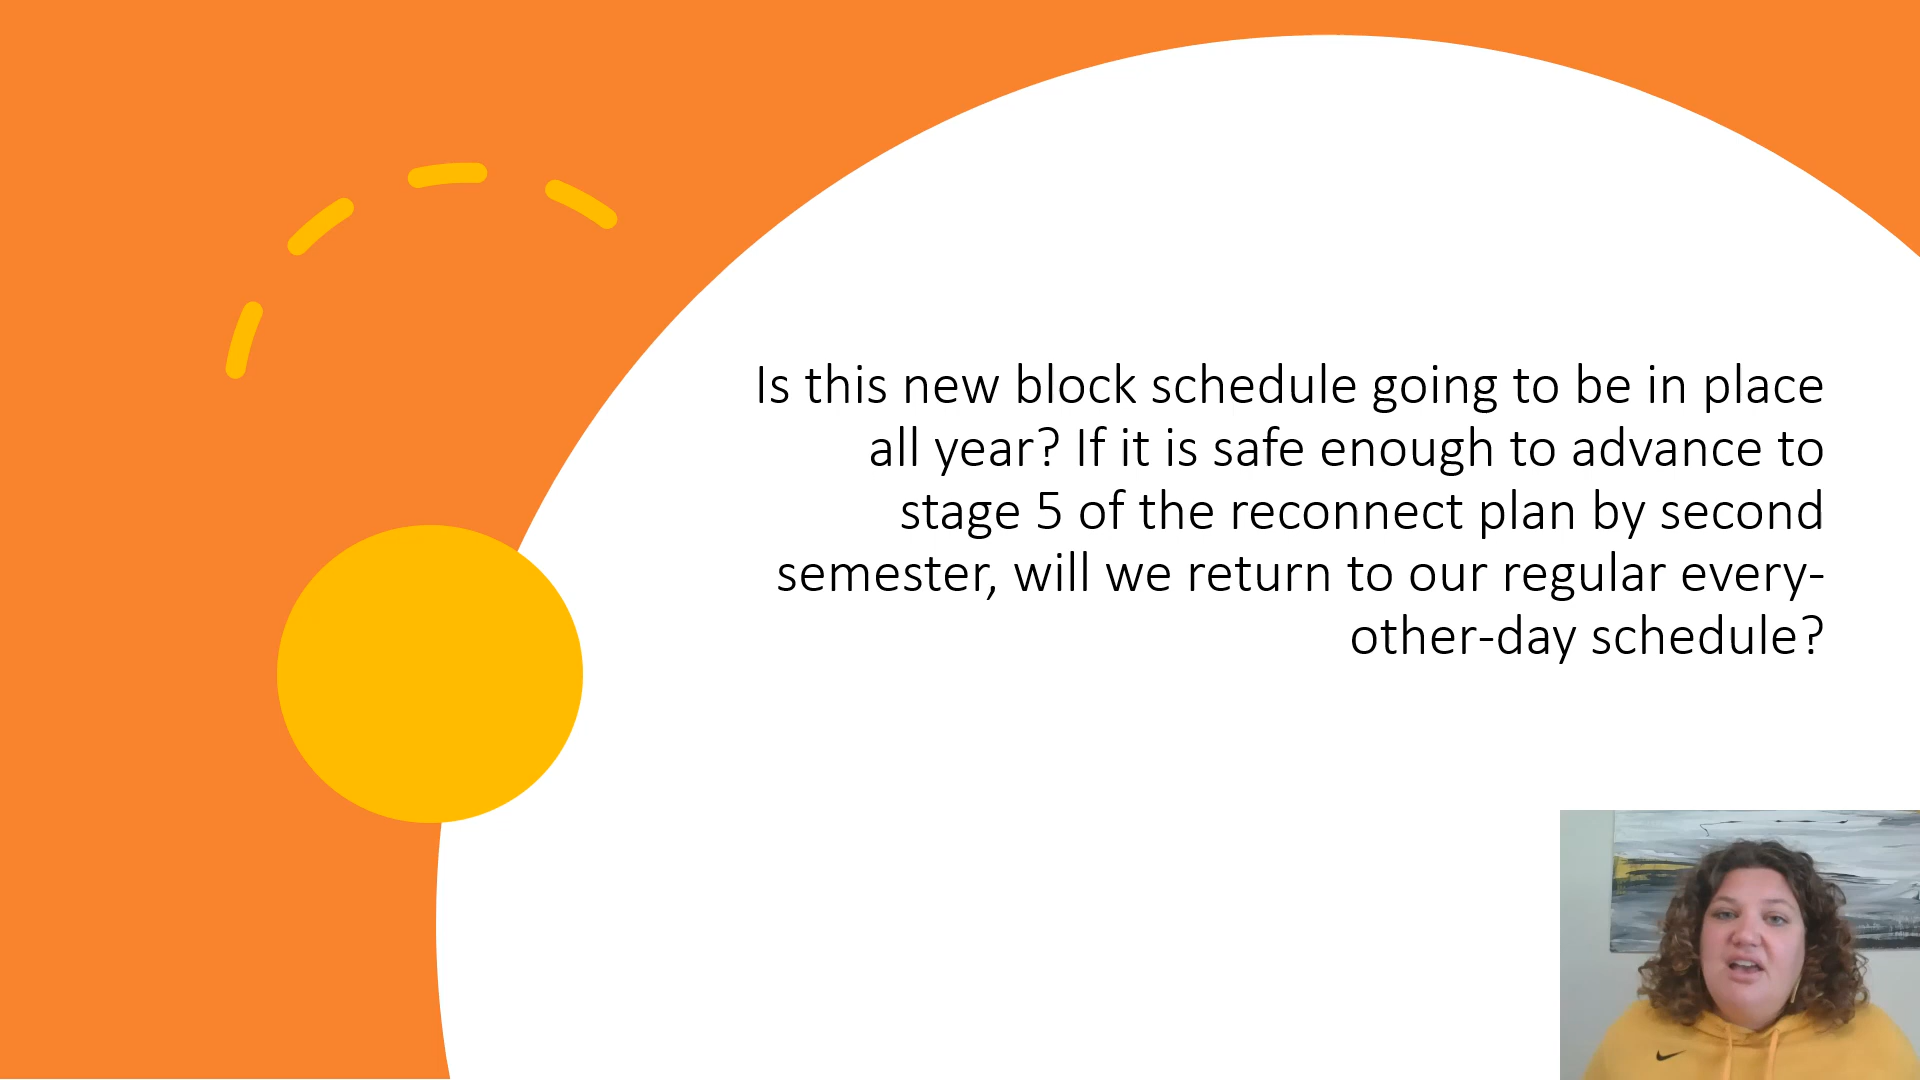 Is this new block schedule going to be in place
all year? If it is safe enough to advance to
stage 5 of the reconnect plan by second
semester, will we return to our regular every-
other-day schedule?